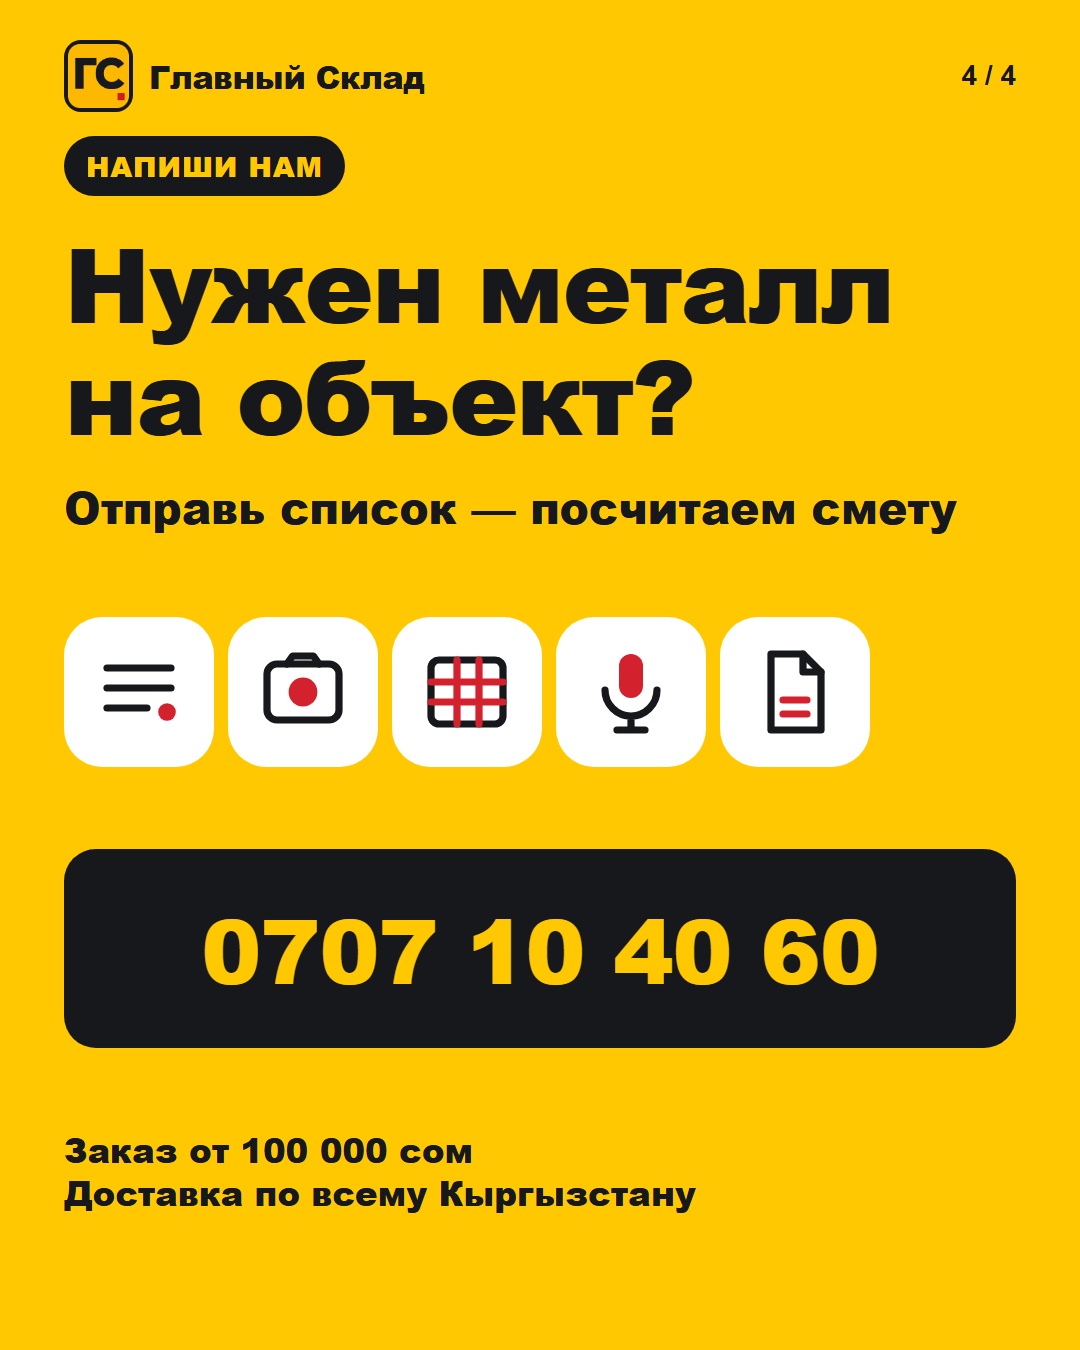 ГС
Главный Склад
4 / 4
НАПИШИ НАМ
Нужен металл
на объект?
Отправь список — посчитаем смету
0707 10 40 60
Заказ от 100 000 сом
Доставка по всему Кыргызстану